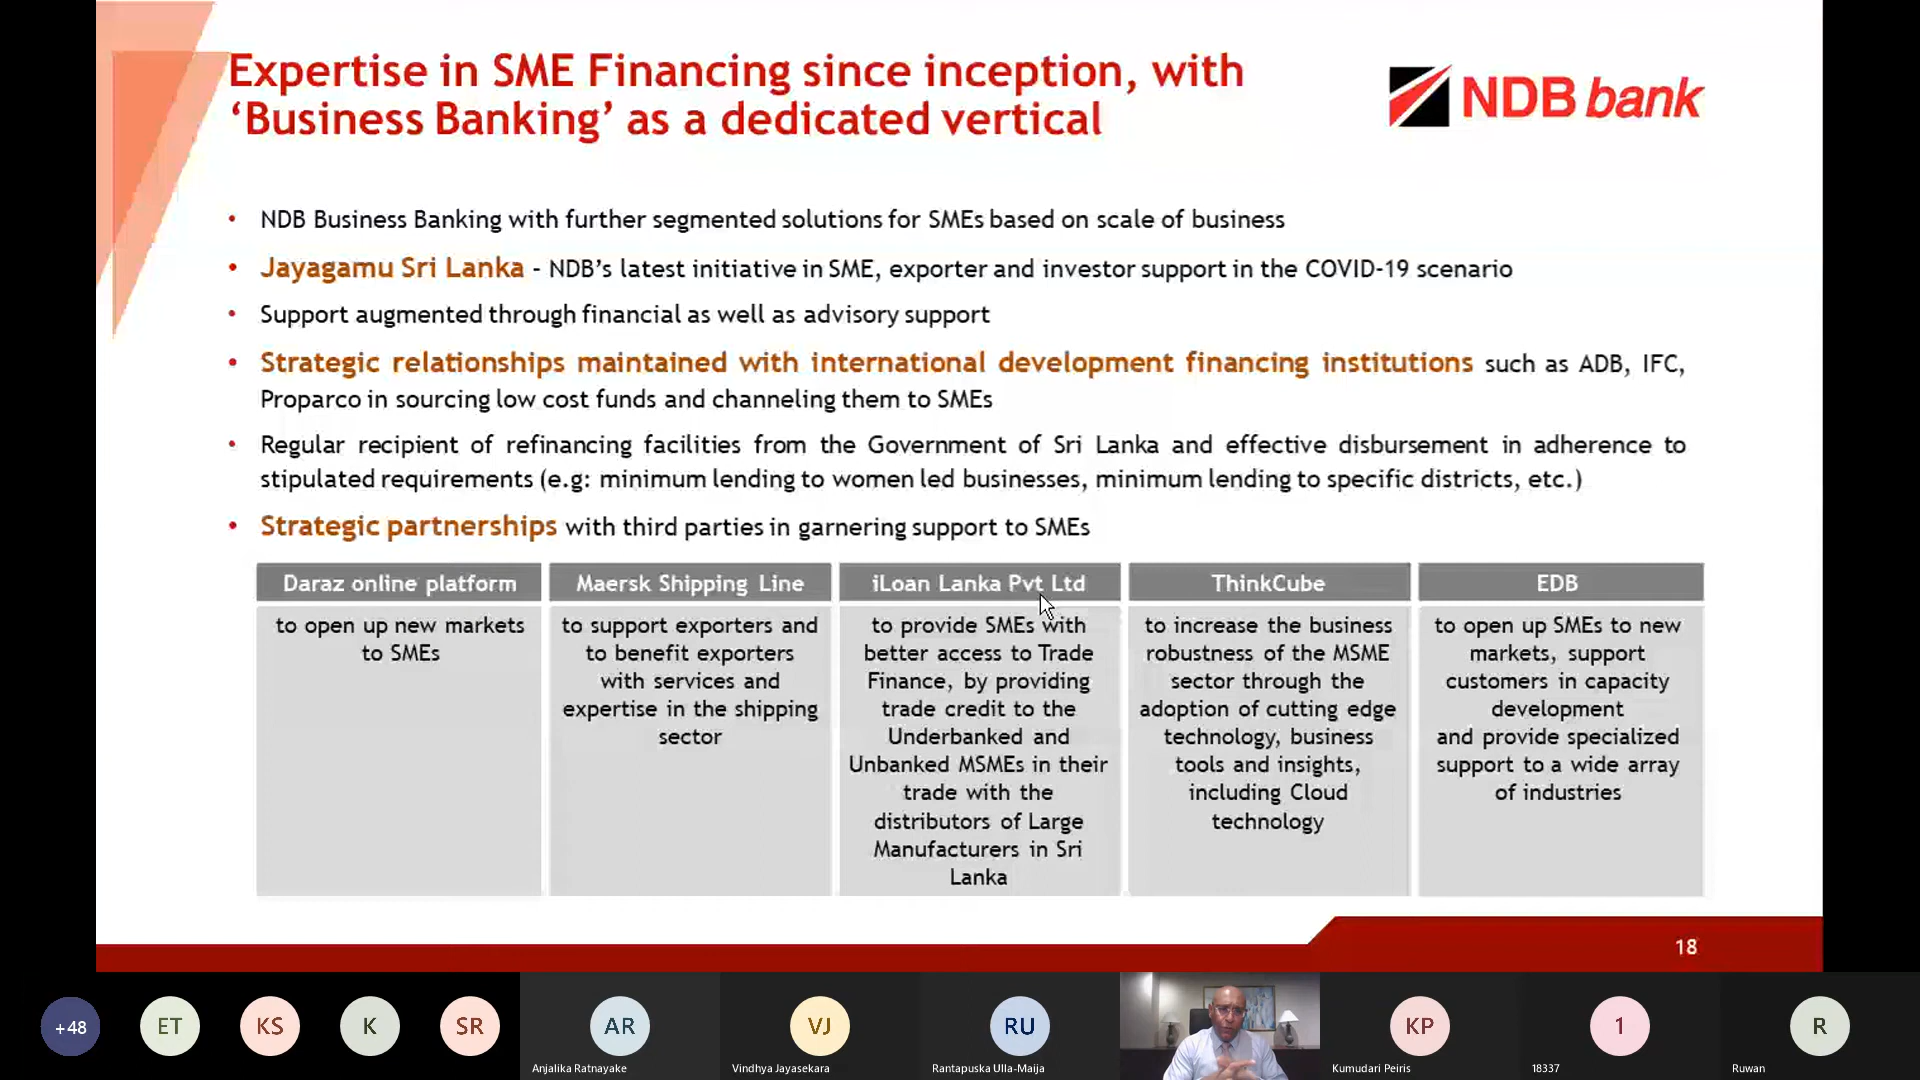 Expertise in SME Financing since inception, with
‘Business Banking’ as a dedicated vertical
NDB bank
• NDB Business Banking with further segmented solutions for SMEs based on scale of business
• Jayagamu Sri Lanka - NDB’s latest initiative in SME, exporter and investor support in the COVID-19 scenario
• Support augmented through financial as well as advisory support
• Strategic relationships maintained with international development financing institutions such as ADB, IFC,
Proparco in sourcing low cost funds and channeling them to SMEs
• Regular recipient of refinancing facilities from the Government of Sri Lanka and effective disbursement in adherence to
stipulated requirements (e.g: minimum lending to women led businesses, minimum lending to specific districts, etc.)
• Strategic partnerships with third parties in garnering support to SMEs
Daraz online platform
to open up new markets
to SMEs
Maersk Shipping Line
to support exporters and
to benefit exporters
with services and
expertise in the shipping
sector
iLoan Lanka Pvt Ltd
to provide SMEs with
better access to Trade
Finance, by providing
trade credit to the
Underbanked and
Unbanked MSMEs in their
trade with the
distributors of Large
Manufacturers in Sri
Lanka
ThinkCube
to increase the business
robustness of the MSME
sector through the
adoption of cutting edge
technology, business
tools and insights,
including Cloud
technology
EDB
to open up SMEs to new
markets, support
customers in capacity
development
and provide specialized
support to a wide array
of industries
18
+48
ET
KS
K
SR
AR
Anjalika Ratnayake
VJ
Vindhya Jayasekara
RU
Rantapuska Ulla-Maija
KP
Kumudari Peiris
1
18337
R
Ruwan